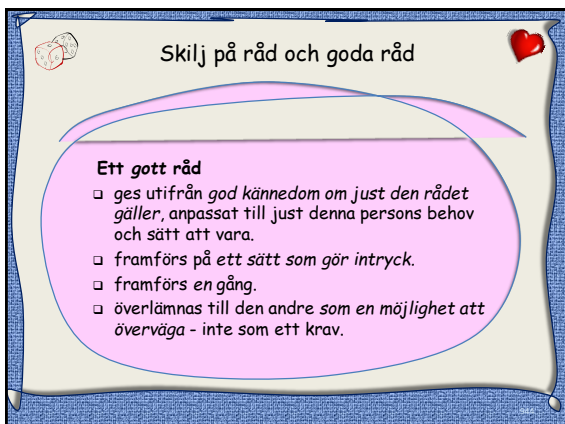 Skilj på råd och goda råd
Ett gott råd
❑ ges utifrån god kännedom om just den rådet
gäller, anpassat till just denna persons behov
och sätt att vara.
❑ framförs på ett sätt som gör intryck.
❑ framförs en gång.
❑ överlämnas till den andre som en möjlighet att
överväga - inte som ett krav.
944